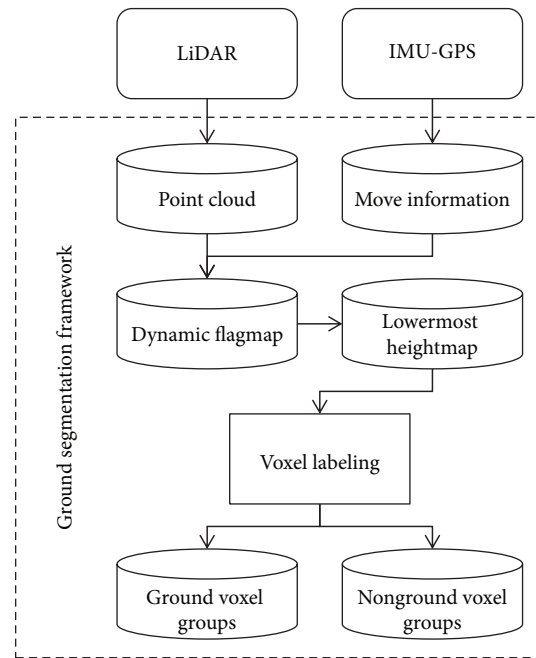 LiDAR
IMU-GPS
Point cloud
Move information
Dynamic flagmap
Lowermost
heightmap
Voxel labeling
Ground voxel
groups
Nonground voxel
groups
Ground segmentation framework